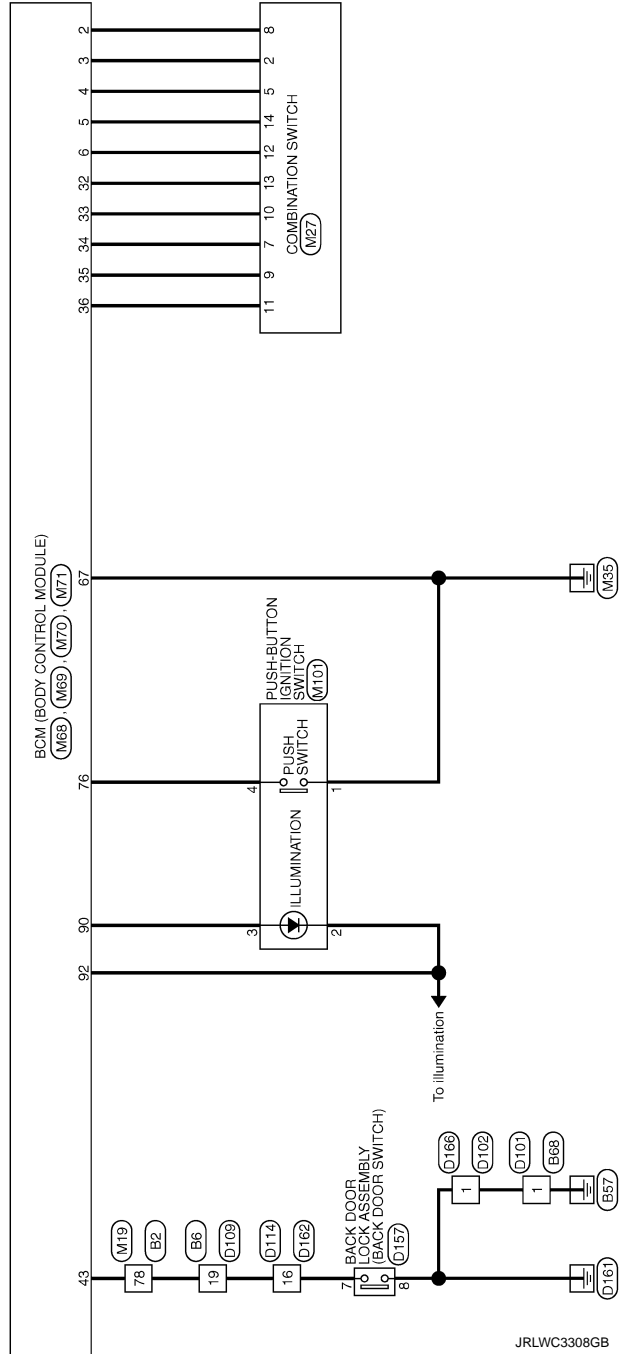 BCM (BODY CONTROL MODULE)
M68 , M69 , M70 , M71
43
92
90
76
67
36
35
34
33
32
6
5
4
3
2
11
9
7
10
13
12
14
5
2
8
COMBINATION SWITCH
M27
PUSH-BUTTON
IGNITION
SWITCH
M101
3
4
ILLUMINATION
PUSH
SWITCH
2
1
To illumination
M35
M19
78
B2
B6
19
D109
D114
16
D162
BACK DOOR
LOCK ASSEMBLY
(BACK DOOR SWITCH)
D157
7
8
D166
1
D102
D101
1
B68
D161
B57
JRLWC3308GB